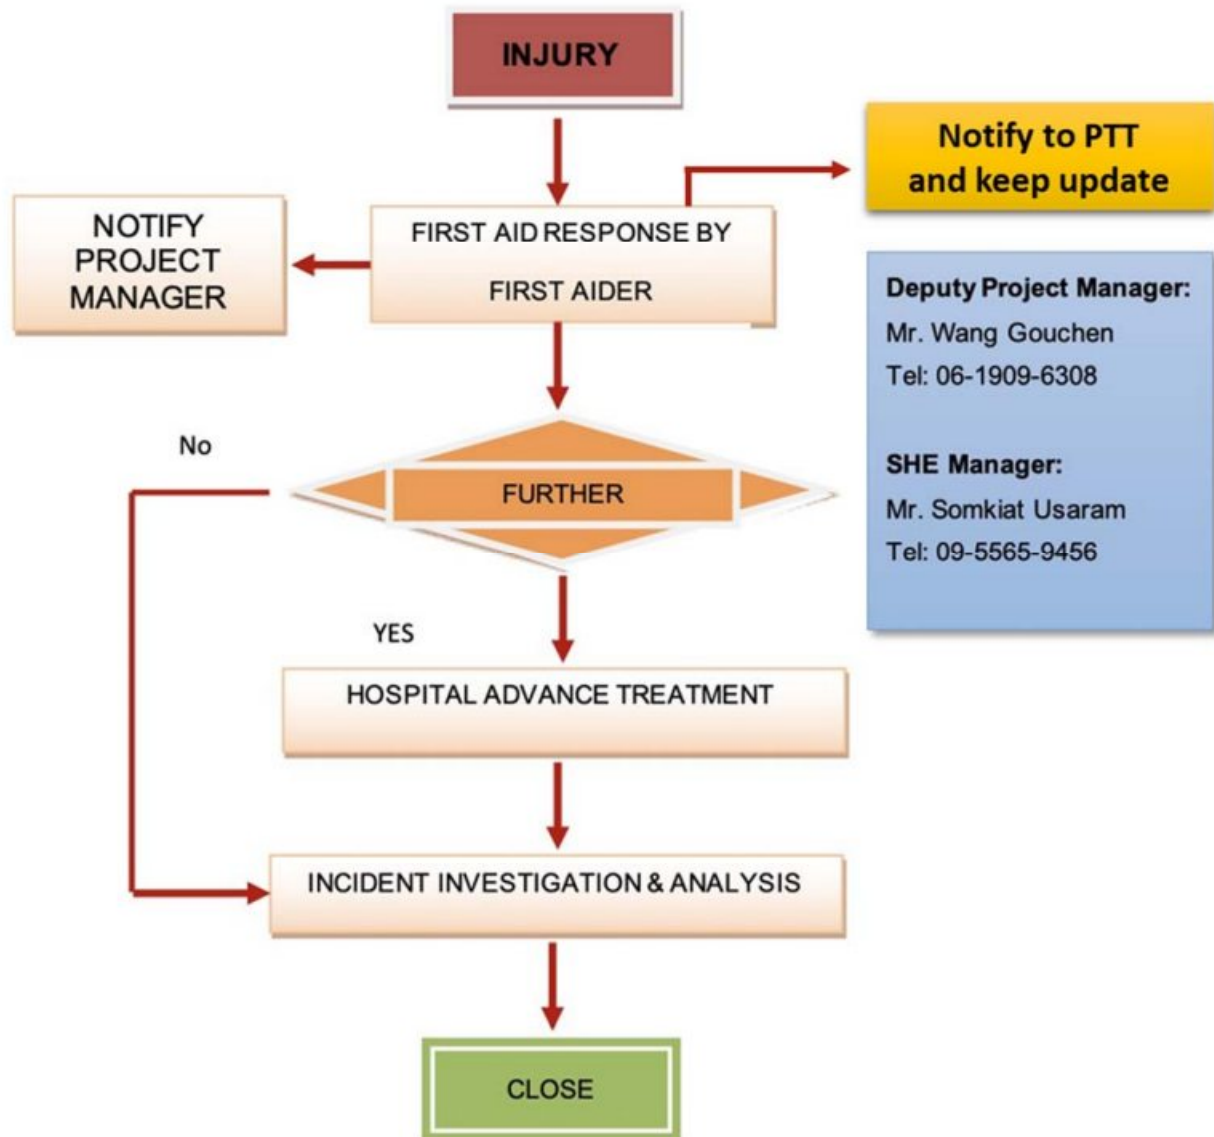 INJURY
Notify to PTT
and keep update
NOTIFY
PROJECT
MANAGER
FIRST AID RESPONSE BY
FIRST AIDER
Deputy Project Manager:
Mr. Wang Gouchen
Tel: 06-1909-6308
SHE Manager:
Mr. Somkiat Usaram
Tel: 09-5565-9456
No
FURTHER
YES
HOSPITAL ADVANCE TREATMENT
INCIDENT INVESTIGATION & ANALYSIS
CLOSE